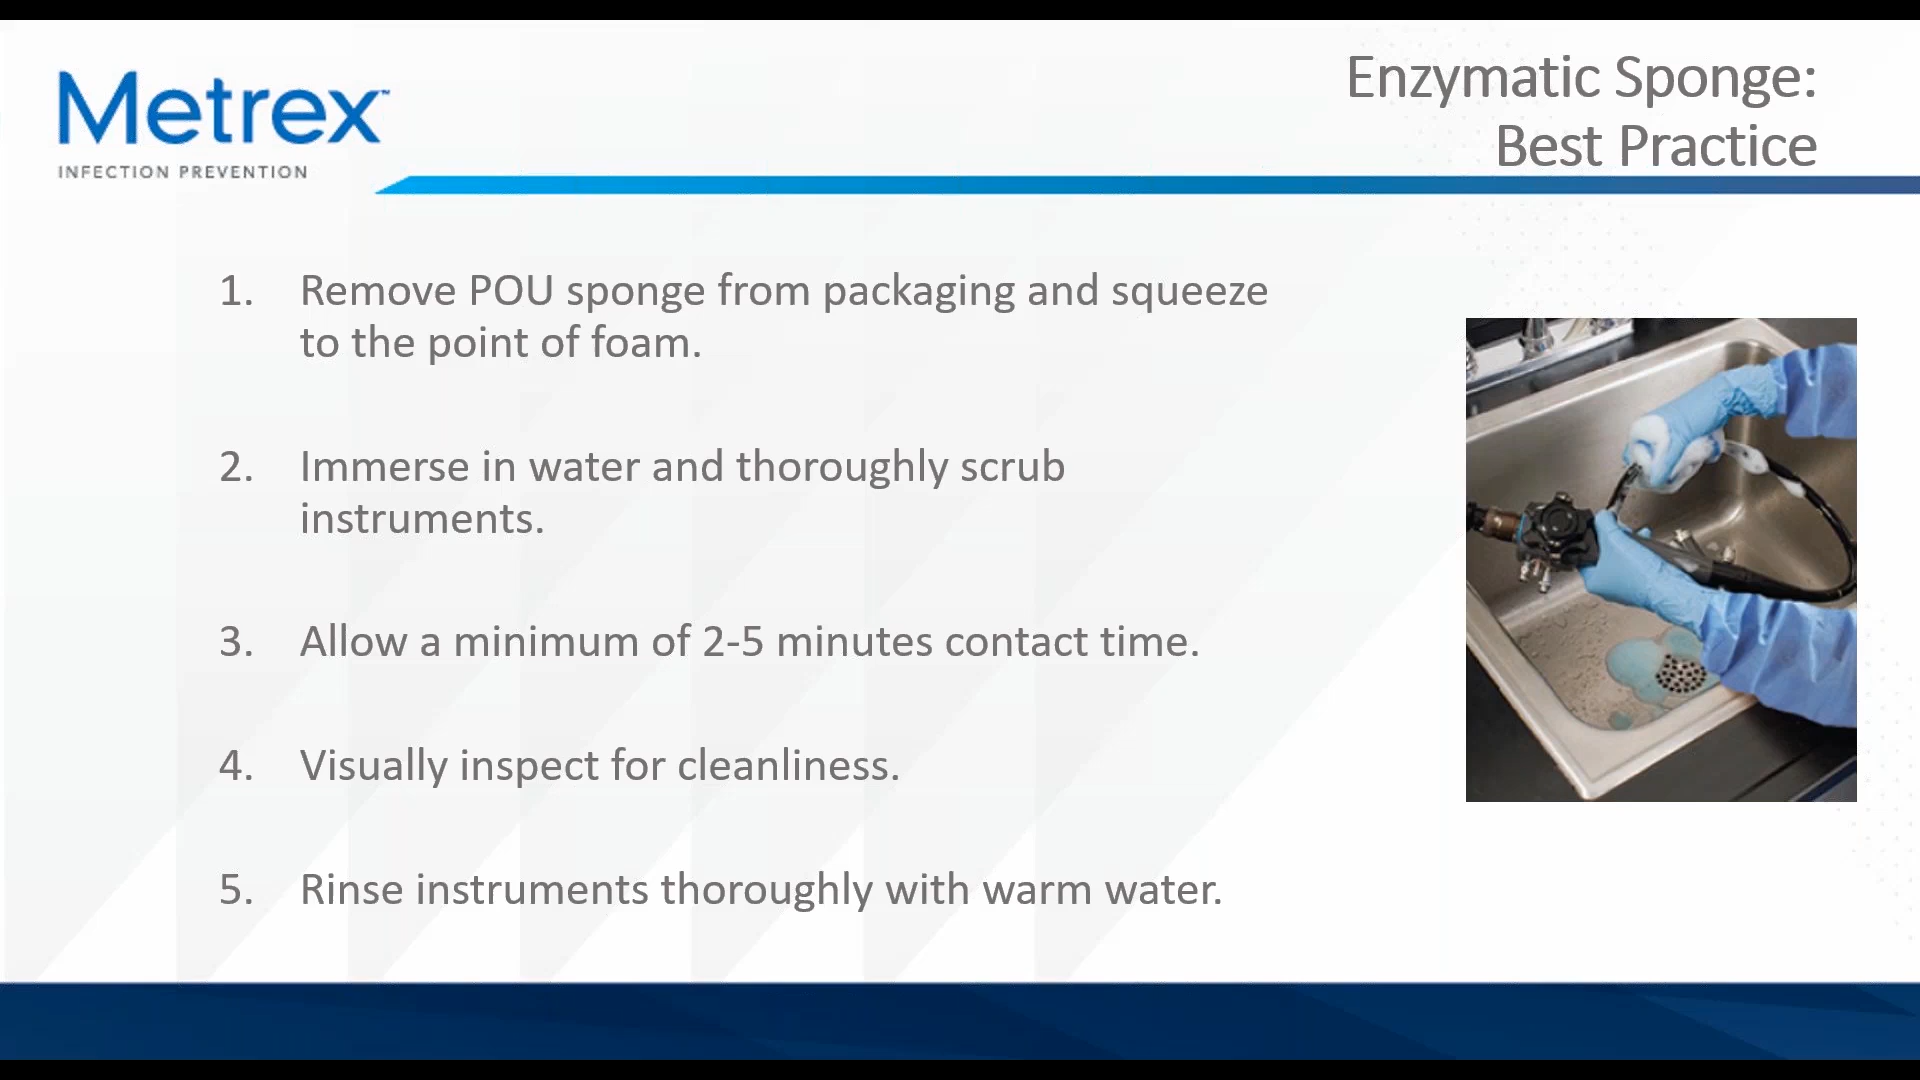 Metrex™
INFECTION PREVENTION
Enzymatic Sponge:
Best Practice
1. Remove POU sponge from packaging and squeeze
to the point of foam.
2. Immerse in water and thoroughly scrub
instruments.
3. Allow a minimum of 2-5 minutes contact time.
4. Visually inspect for cleanliness.
5. Rinse instruments thoroughly with warm water.